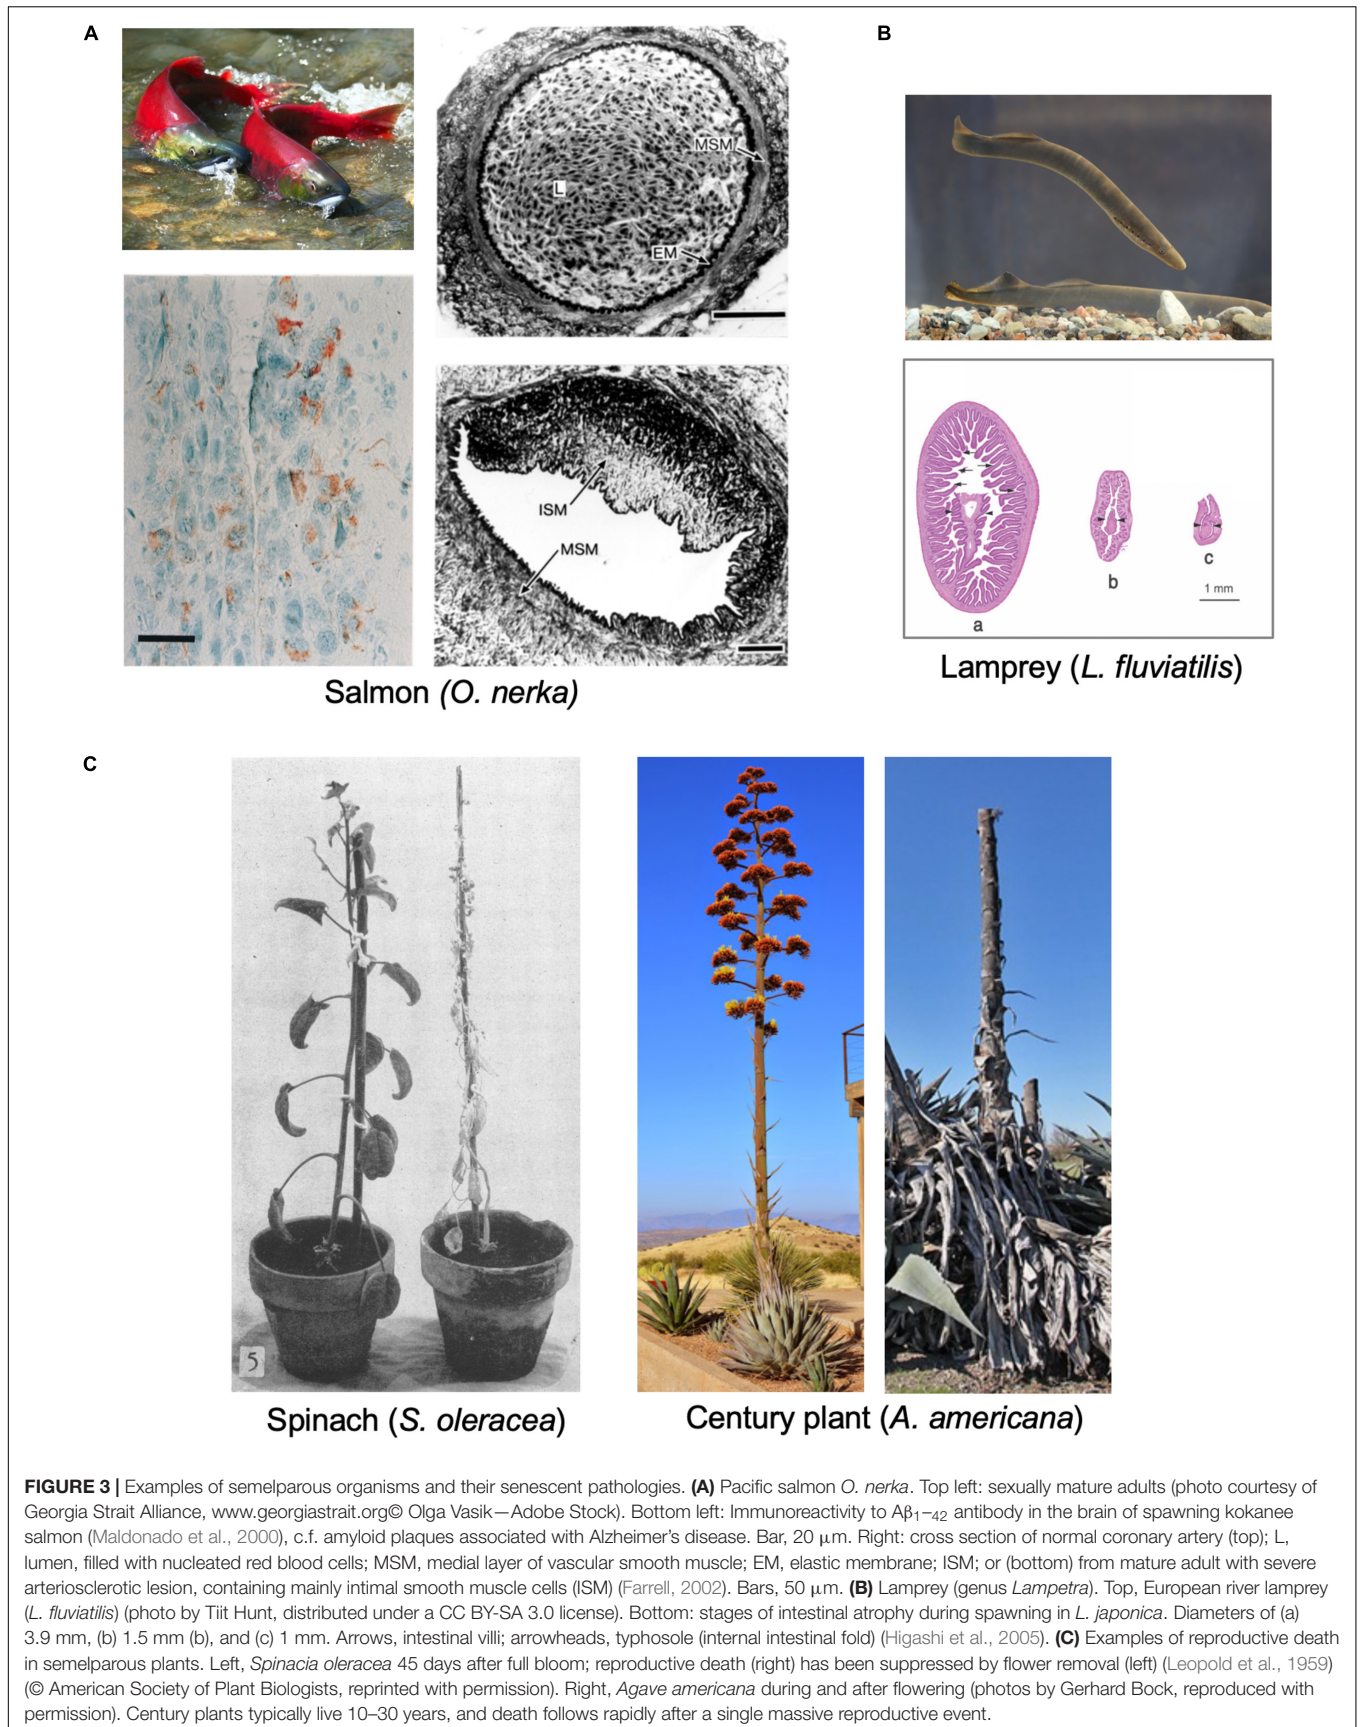 A
B
MSM
L
EM
ISM
MSM
a
b
c
1 mm
Salmon (O. nerka)
Lamprey (L. fluviatilis)
C
5
Spinach (S. oleracea)
Century plant (A. americana)
FIGURE 3 | Examples of semelparous organisms and their senescent pathologies. (A) Pacific salmon O. nerka. Top left: sexually mature adults (photo courtesy of
Georgia Strait Alliance, www.georgiastrait.org© Olga Vasik—Adobe Stock). Bottom left: Immunoreactivity to Aβ1−42 antibody in the brain of spawning kokanee
salmon (Maldonado et al., 2000), c.f. amyloid plaques associated with Alzheimer's disease. Bar, 20 μm. Right: cross section of normal coronary artery (top); L,
lumen, filled with nucleated red blood cells; MSM, medial layer of vascular smooth muscle; EM, elastic membrane; ISM; or (bottom) from mature adult with severe
arteriosclerotic lesion, containing mainly intimal smooth muscle cells (ISM) (Farrell, 2002). Bars, 50 μm. (B) Lamprey (genus Lampetra). Top, European river lamprey
(L. fluviatilis) (photo by Tiit Hunt, distributed under a CC BY-SA 3.0 license). Bottom: stages of intestinal atrophy during spawning in L. japonica. Diameters of (a)
3.9 mm, (b) 1.5 mm (b), and (c) 1 mm. Arrows, intestinal villi; arrowheads, typhosole (internal intestinal fold) (Higashi et al., 2005). (C) Examples of reproductive death
in semelparous plants. Left, Spinacia oleracea 45 days after full bloom; reproductive death (right) has been suppressed by flower removal (left) (Leopold et al., 1959)
(© American Society of Plant Biologists, reprinted with permission). Right, Agave americana during and after flowering (photos by Gerhard Bock, reproduced with
permission). Century plants typically live 10–30 years, and death follows rapidly after a single massive reproductive event.